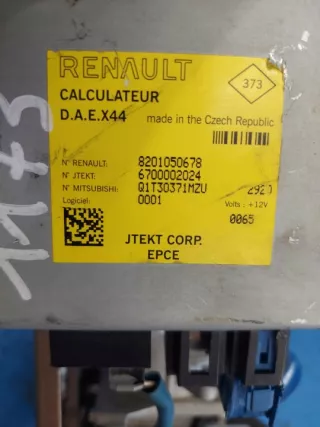 RENAULT
373
CALCULATEUR
D.A.E.X44 made in the Czech Republic
N° RENAULT: 8201050678
N° JTEKT: 6700002024
N° MITSUBISHI: Q1T30371MZU
Logiciel: 0001 Volts : +12V
0065
JTEKT CORP.
EPCE
1173